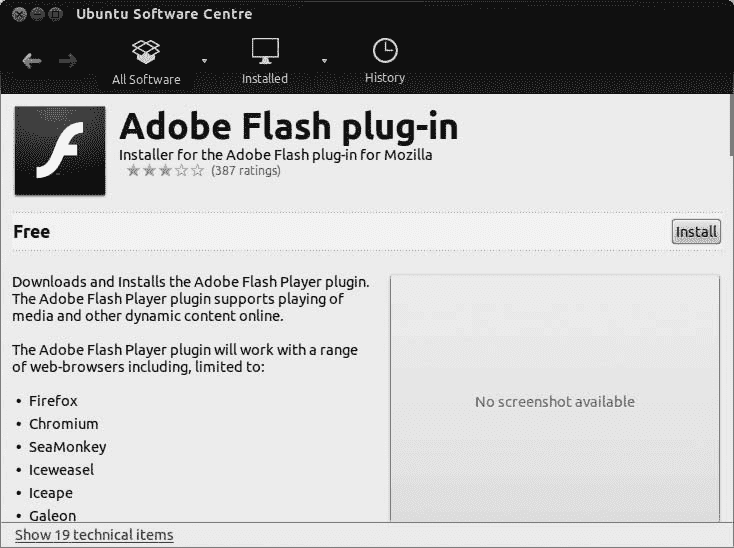 Ubuntu Software Centre
All Software
Installed
History
Adobe Flash plug-in
Installer for the Adobe Flash plug-in for Mozilla
(387 ratings)
Free
Install
Downloads and Installs the Adobe Flash Player plugin.
The Adobe Flash Player plugin supports playing of
media and other dynamic content online.
The Adobe Flash Player plugin will work with a range
of web-browsers including, limited to:
• Firefox
• Chromium
• SeaMonkey
• Iceweasel
• Iceape
• Galeon
No screenshot available
Show 19 technical items